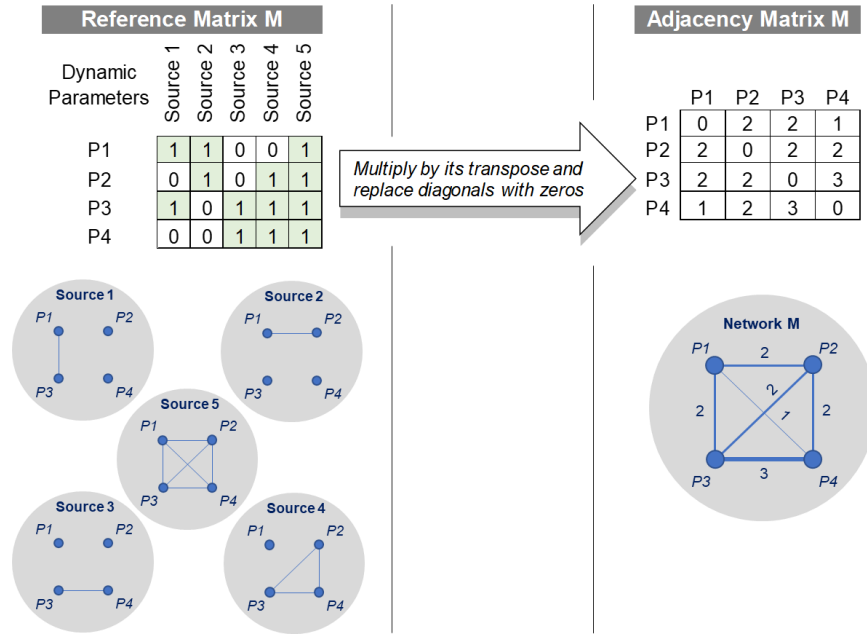 Reference Matrix M
Adjacency Matrix M
Dynamic
Parameters
Source 1
Source 2
Source 3
Source 4
Source 5
P1 1 1 0 0 1
P2 0 1 0 1 1
P3 1 0 1 1 1
P4 0 0 1 1 1
Multiply by its transpose and
replace diagonals with zeros
P1 P2 P3 P4
P1 0 2 2 1
P2 2 0 2 2
P3 2 2 0 3
P4 1 2 3 0
Source 1
P1 P2
P3 P4
Source 2
P1 P2
P3 P4
Source 5
P1 P2
P3 P4
Source 3
P1 P2
P3 P4
Source 4
P1 P2
P3 P4
Network M
P1 2 P2
2 2 1 2
P3 3 P4